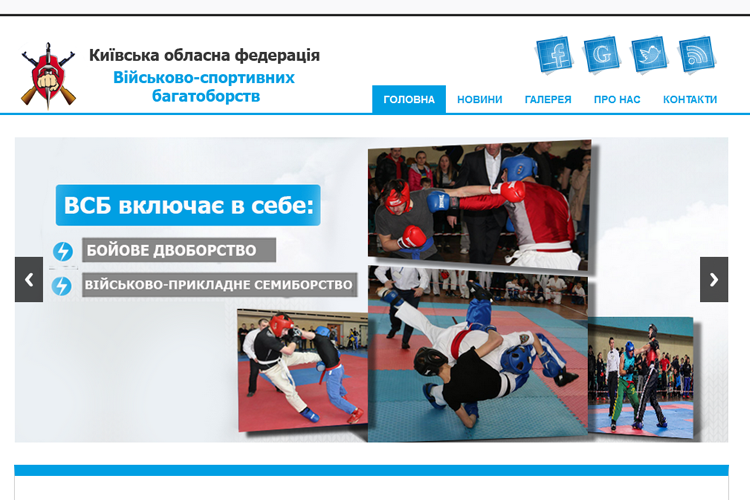 Київська обласна федерація
Військово-спортивних
багатоборств
ГОЛОВНА НОВИНИ ГАЛЕРЕЯ ПРО НАС КОНТАКТИ
ВСБ включає в себе:
БОЙОВЕ ДВОБОРСТВО
ВІЙСЬКОВО-ПРИКЛАДНЕ СЕМИБОРСТВО